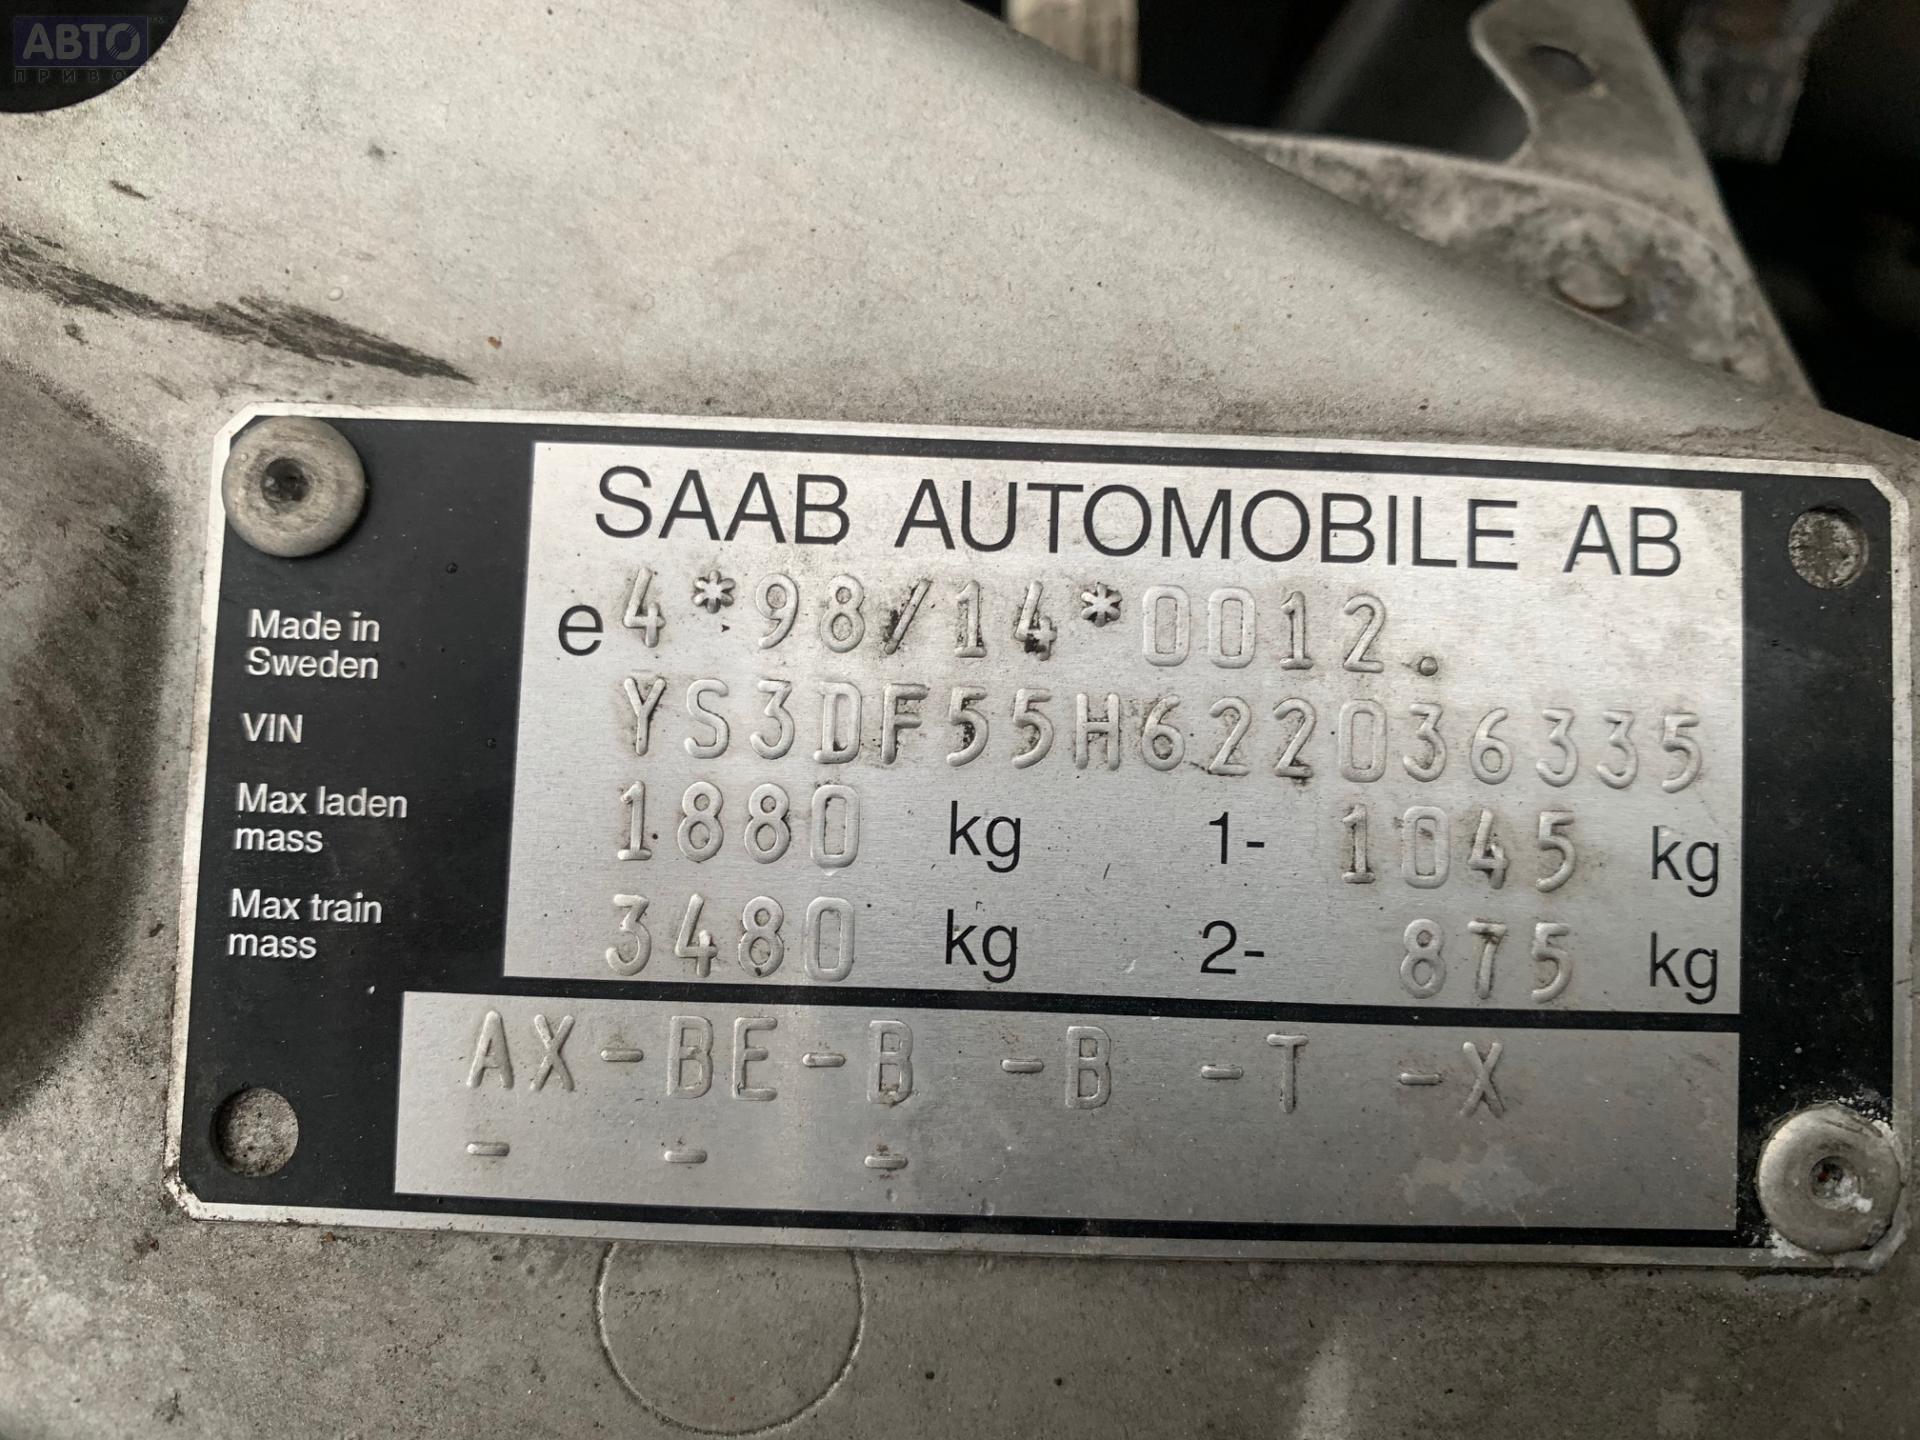 АВТО
ПРИВОЗ
SAAB AUTOMOBILE AB
e4*98/14*0012.
Made in
Sweden
VIN YS3DF55H622036335
Max laden
mass 1880 kg 1- 1045 kg
Max train
mass 3480 kg 2- 875 kg
AX-BE-B -B -T -X
- - -